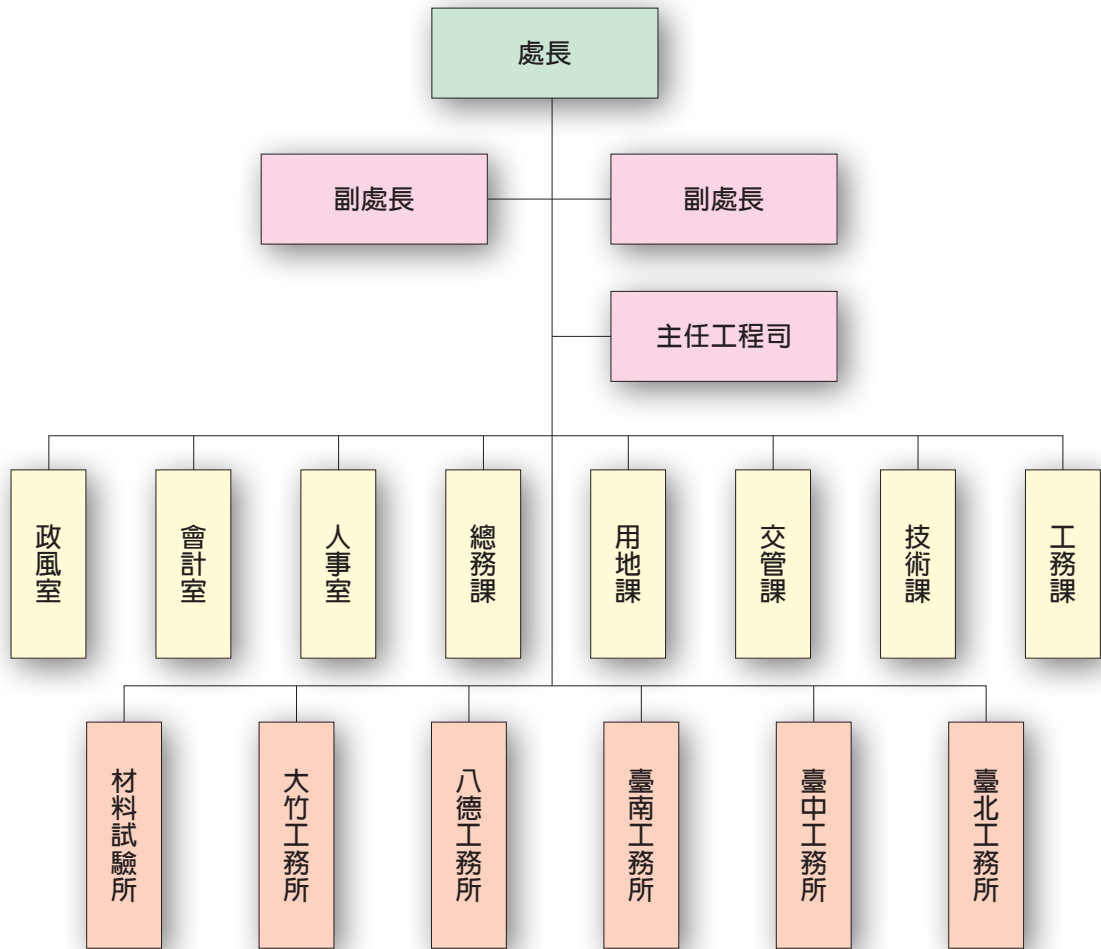 處長
副處長
副處長
主任工程司
政風室
會計室
人事室
總務課
用地課
交管課
技術課
工務課
材料試驗所
大竹工務所
八德工務所
臺南工務所
臺中工務所
臺北工務所